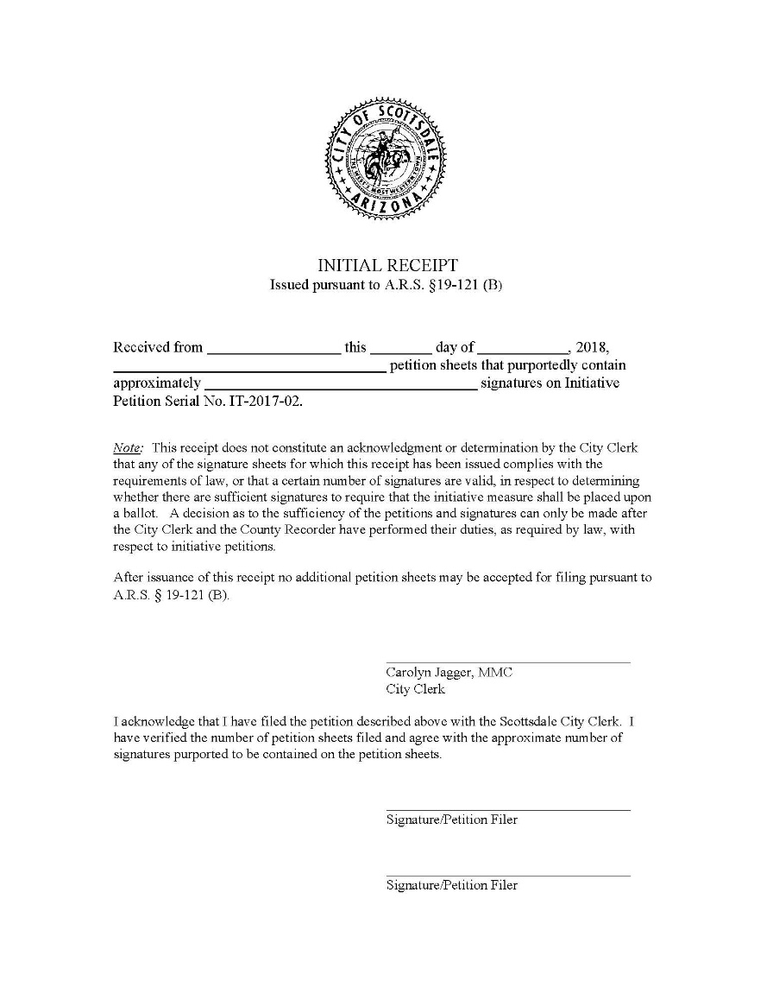 CITY OF SCOTTSDALE
THE WEST'S MOST WESTERN TOWN
ARIZONA
INITIAL RECEIPT
Issued pursuant to A.R.S. §19-121 (B)
Received from __________________ this ________ day of ____________, 2018,
____________________________________ petition sheets that purportedly contain
approximately ____________________________________ signatures on Initiative
Petition Serial No. IT-2017-02.
Note: This receipt does not constitute an acknowledgment or determination by the City Clerk
that any of the signature sheets for which this receipt has been issued complies with the
requirements of law, or that a certain number of signatures are valid, in respect to determining
whether there are sufficient signatures to require that the initiative measure shall be placed upon
a ballot. A decision as to the sufficiency of the petitions and signatures can only be made after
the City Clerk and the County Recorder have performed their duties, as required by law, with
respect to initiative petitions.
After issuance of this receipt no additional petition sheets may be accepted for filing pursuant to
A.R.S. § 19-121 (B).
Carolyn Jagger, MMC
City Clerk
I acknowledge that I have filed the petition described above with the Scottsdale City Clerk. I
have verified the number of petition sheets filed and agree with the approximate number of
signatures purported to be contained on the petition sheets.
Signature/Petition Filer
Signature/Petition Filer